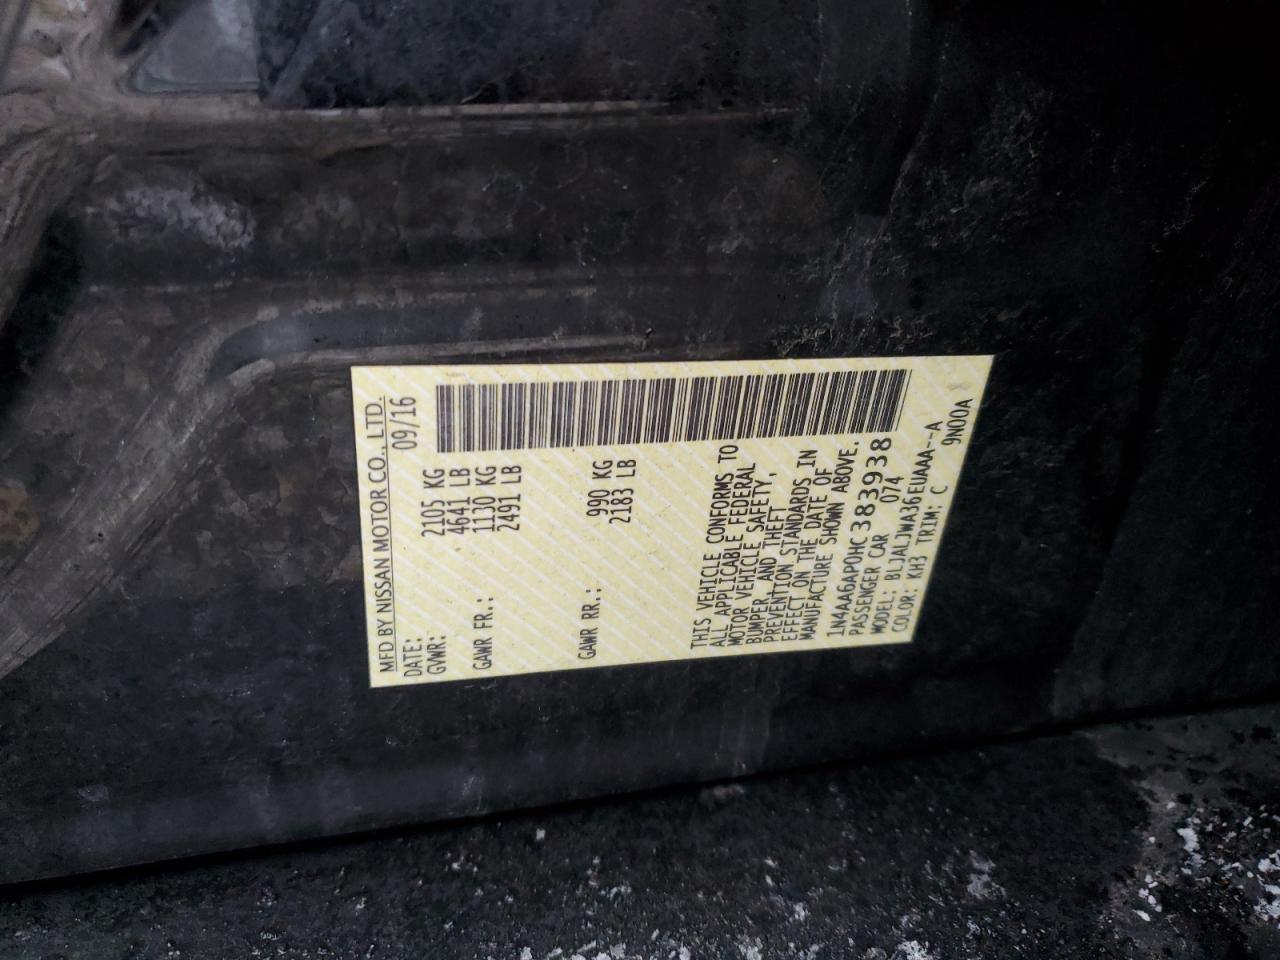 MFD BY NISSAN MOTOR CO., LTD.
DATE: 09/16
GVWR: 2105 KG
4641 LB
GAWR FR.: 1130 KG
2491 LB
GAWR RR.: 990 KG
2183 LB
THIS VEHICLE CONFORMS TO
ALL APPLICABLE FEDERAL
MOTOR VEHICLE SAFETY,
BUMPER, AND THEFT
PREVENTION STANDARDS IN
EFFECT ON THE DATE OF
MANUFACTURE SHOWN ABOVE.
1N4AA6AP0HC 383938
PASSENGER CAR 074
MODEL: BLJALJWA36EUAAA--A
COLOR: KH3 TRIM: C 9N00A